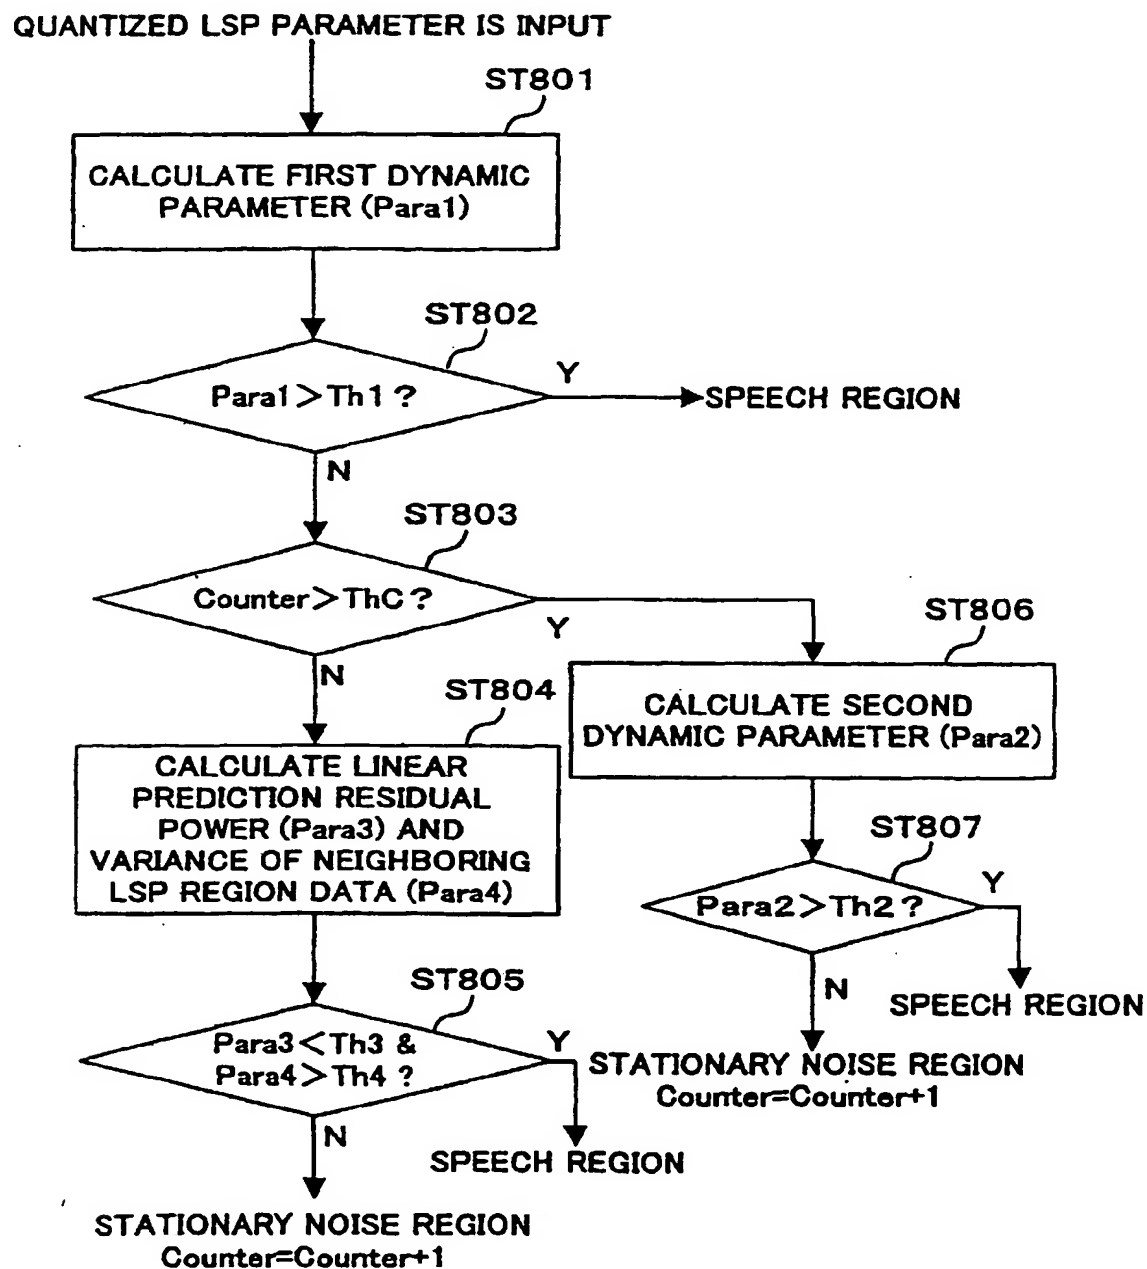 QUANTIZED LSP PARAMETER IS INPUT
ST801
CALCULATE FIRST DYNAMIC
PARAMETER (Para1)
ST802
Para1>Th1 ?
Y
SPEECH REGION
N
ST803
Counter>ThC ?
Y
N
ST806
CALCULATE SECOND
DYNAMIC PARAMETER (Para2)
ST804
CALCULATE LINEAR
PREDICTION RESIDUAL
POWER (Para3) AND
VARIANCE OF NEIGHBORING
LSP REGION DATA (Para4)
ST807
Para2>Th2 ?
Y
SPEECH REGION
N
STATIONARY NOISE REGION
Counter=Counter+1
ST805
Para3<Th3 &
Para4>Th4 ?
Y
SPEECH REGION
N
STATIONARY NOISE REGION
Counter=Counter+1